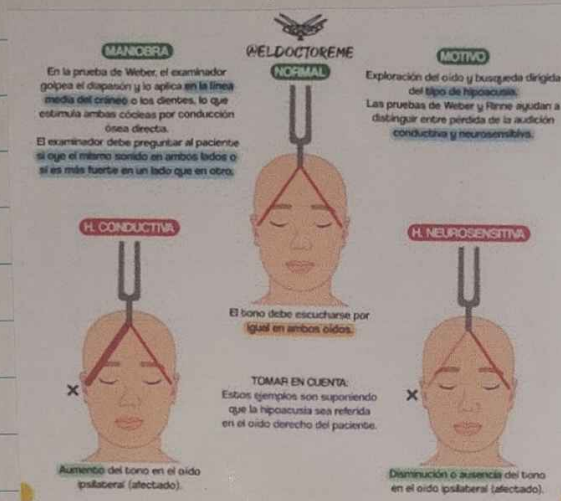 @ELDOCTOREME
MANIOBRA
En la prueba de Weber, el examinador
golpea el diapasón y lo aplica en la línea
media del cráneo o los dientes, lo que
estimula ambas cócleas por conducción
ósea directa.
El examinador debe preguntar al paciente
si oye el mismo sonido en ambos lados o
si es más fuerte en un lado que en otro.
NORMAL
MOTIVO
Exploración del oído y busqueda dirigida
del tipo de hipoacusia.
Las pruebas de Weber y Rinne ayudan a
distinguir entre pérdida de la audición
conductiva y neurosensitiva.
H. CONDUCTIVA
H. NEUROSENSITIVA
El tono debe escucharse por
igual en ambos oídos.
TOMAR EN CUENTA:
Estos ejemplos son suponiendo
que la hipoacusia sea referida
en el oído derecho del paciente.
X
X
Aumento del tono en el oído
ipsilateral (afectado).
Disminución o ausencia del tono
en el oído ipsilateral (afectado).